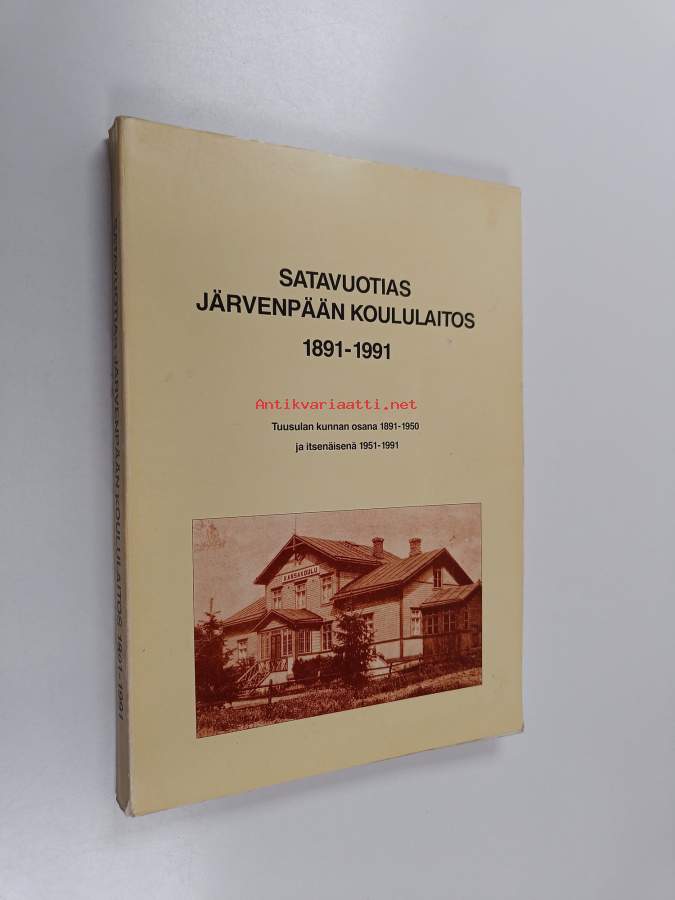 SATAVUOTIAS
JÄRVENPÄÄN KOULULAITOS
1891-1991
Antikvariaatti.net
Tuusulan kunnan osana 1891-1950
ja itsenäisenä 1951-1991
KANSAKOULU
SATAVUOTIAS JÄRVENPÄÄN KOULULAITOS 1891-1991